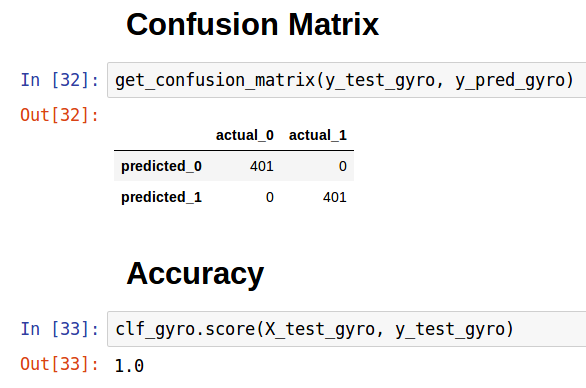 Confusion Matrix
In [32]: get_confusion_matrix(y_test_gyro, y_pred_gyro)
Out[32]:
actual_0 actual_1
predicted_0 401 0
predicted_1 0 401
Accuracy
In [33]: clf_gyro.score(X_test_gyro, y_test_gyro)
Out[33]: 1.0